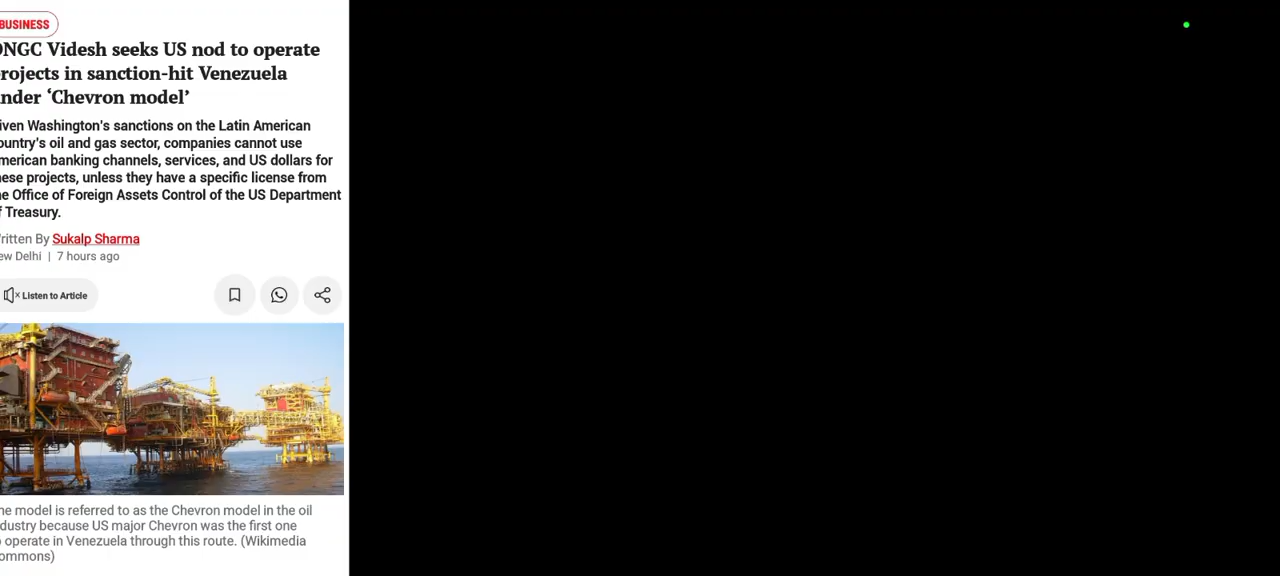 BUSINESS
ONGC Videsh seeks US nod to operate
rojects in sanction-hit Venezuela
nder ‘Chevron model’
iven Washington's sanctions on the Latin American
ountry's oil and gas sector, companies cannot use
merican banking channels, services, and US dollars for
hese projects, unless they have a specific license from
he Office of Foreign Assets Control of the US Department
f Treasury.
ritten By Sukalp Sharma
ew Delhi | 7 hours ago
Listen to Article
he model is referred to as the Chevron model in the oil
dustry because US major Chevron was the first one
o operate in Venezuela through this route. (Wikimedia
ommons)